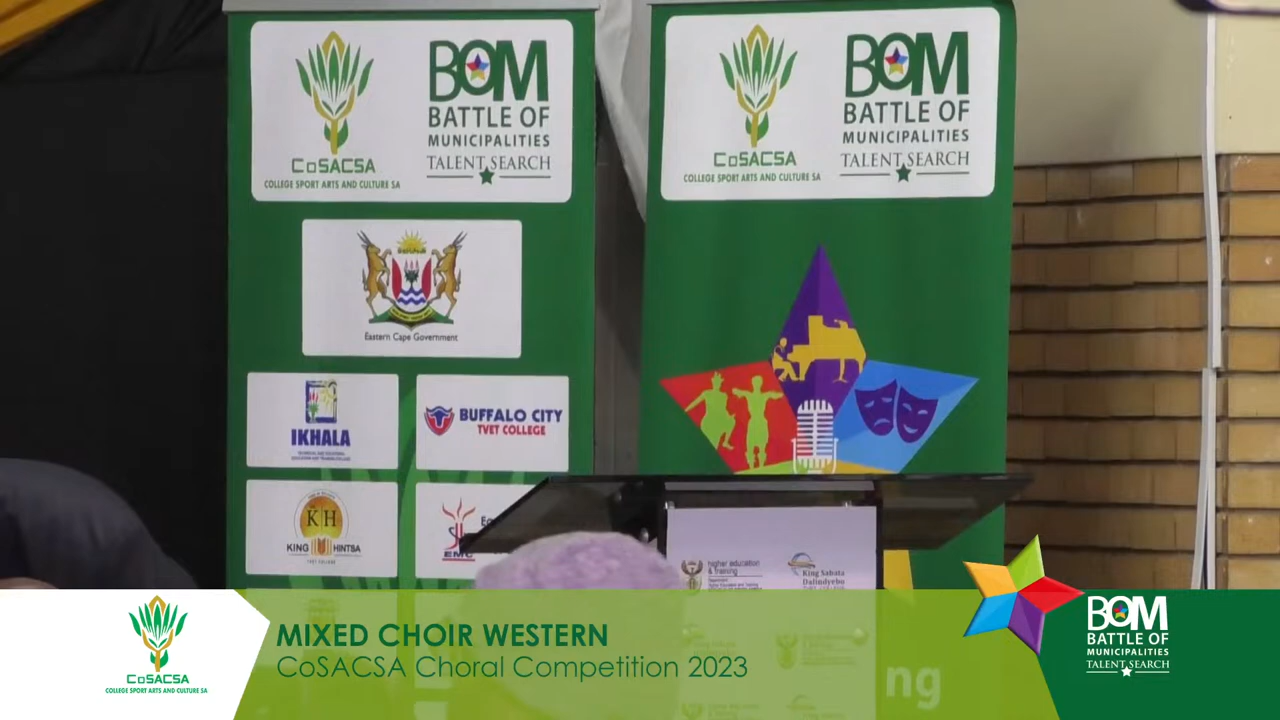 BOM
BATTLE OF
MUNICIPALITIES
TALENT SEARCH
CoSACSA
COLLEGE SPORT ARTS AND CULTURE SA
BOM
BATTLE OF
MUNICIPALITIES
TALENT SEARCH
CoSACSA
COLLEGE SPORT ARTS AND CULTURE SA
Eastern Cape Government
IKHALA
BUFFALO CITY
TVET COLLEGE
KH
KING HINTSA
TVET COLLEGE
EMC
higher education
& training
King Sabata
Dalindyebo
ng
MIXED CHOIR WESTERN
CoSACSA Choral Competition 2023
CoSACSA
COLLEGE SPORT ARTS AND CULTURE SA
BOM
BATTLE OF
MUNICIPALITIES
TALENT SEARCH